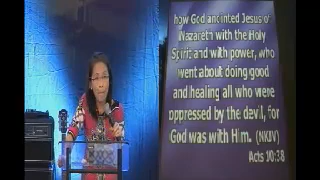 how God anointed Jesus of
Nazareth with the Holy
Spirit and with power, who
went about doing good
and healing all who were
oppressed by the devil, for
God was with Him. (NKJV)
Acts 10:38